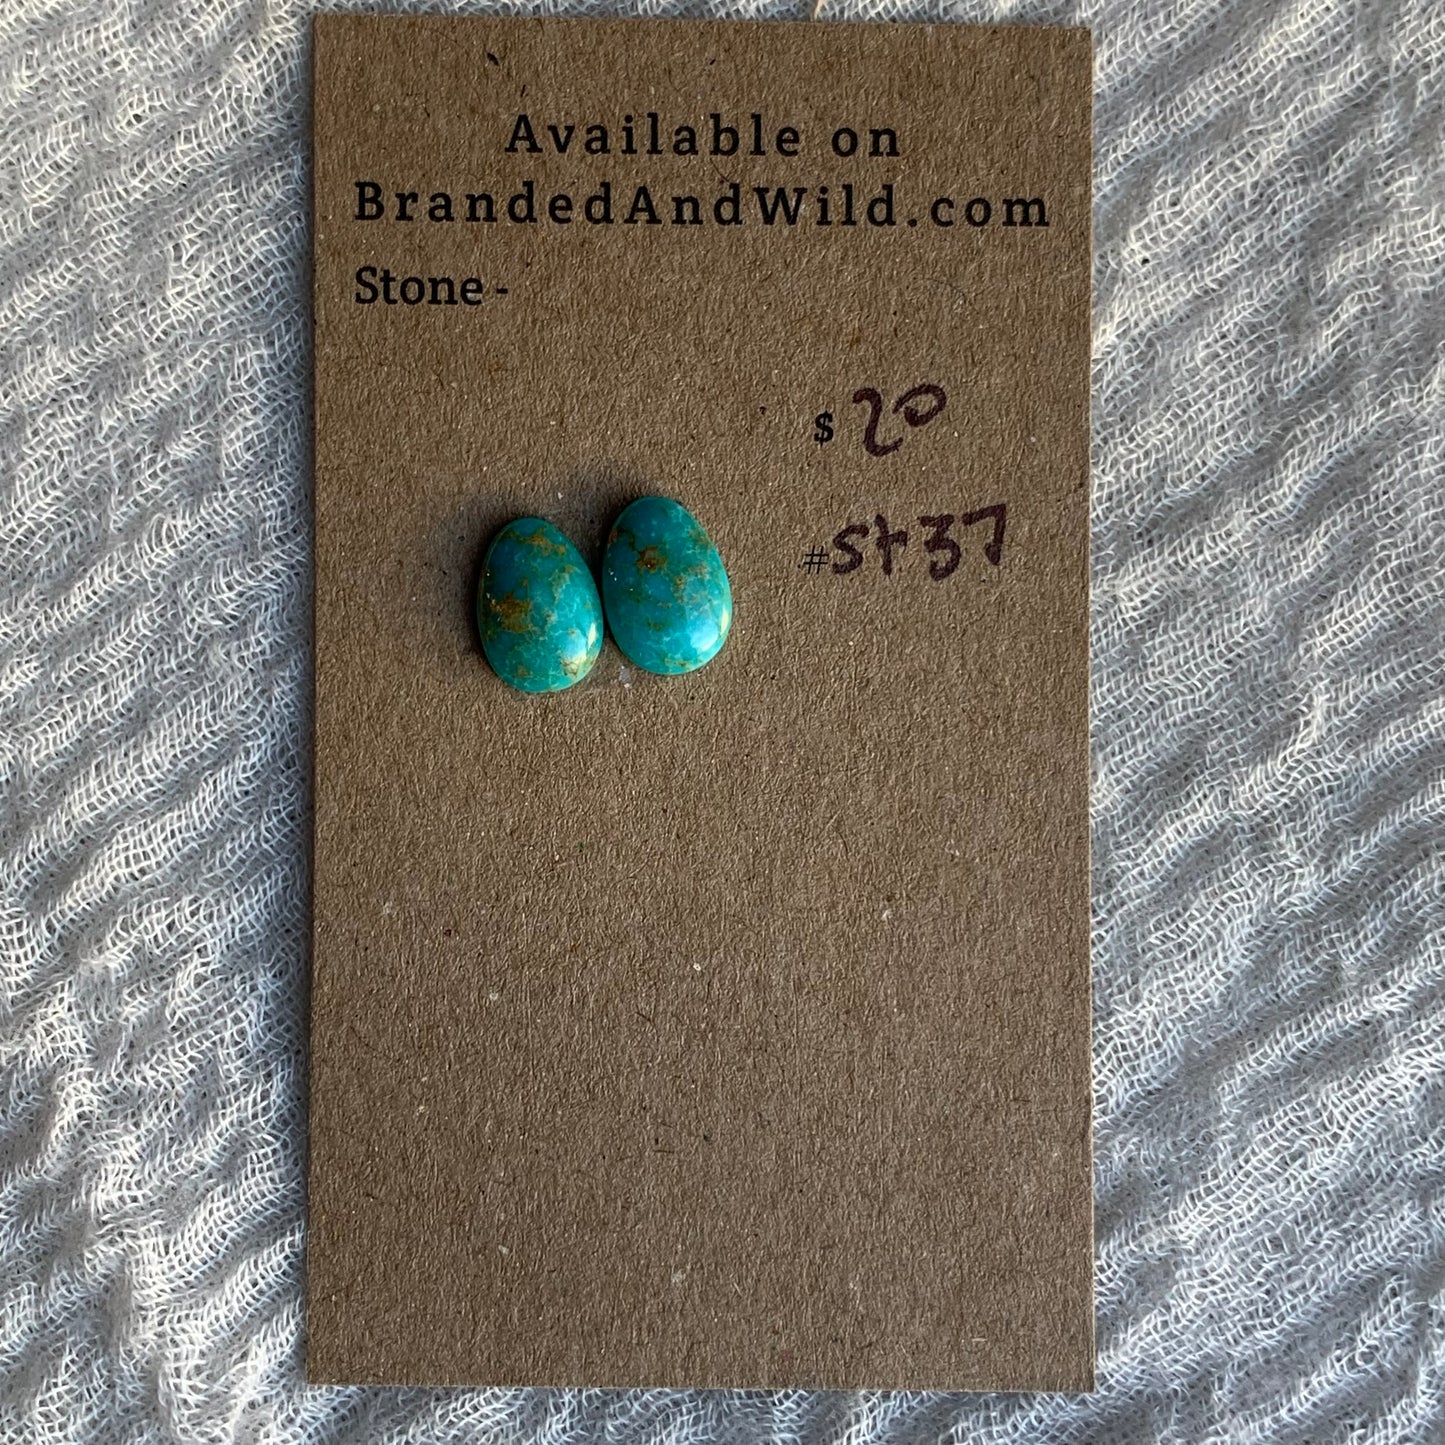 Available on
BrandedAndWild.com
Stone -
$ 20
#St37